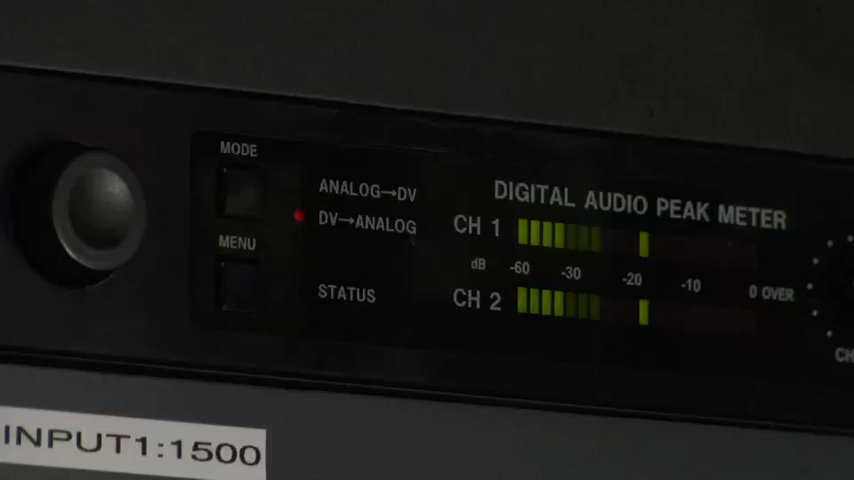 MODE
ANALOG→DV
DV→ANALOG
MENU
STATUS
DIGITAL AUDIO PEAK METER
CH 1
dB -60 -30 -20 -10 0 OVER
CH 2
CH
INPUT1:1500